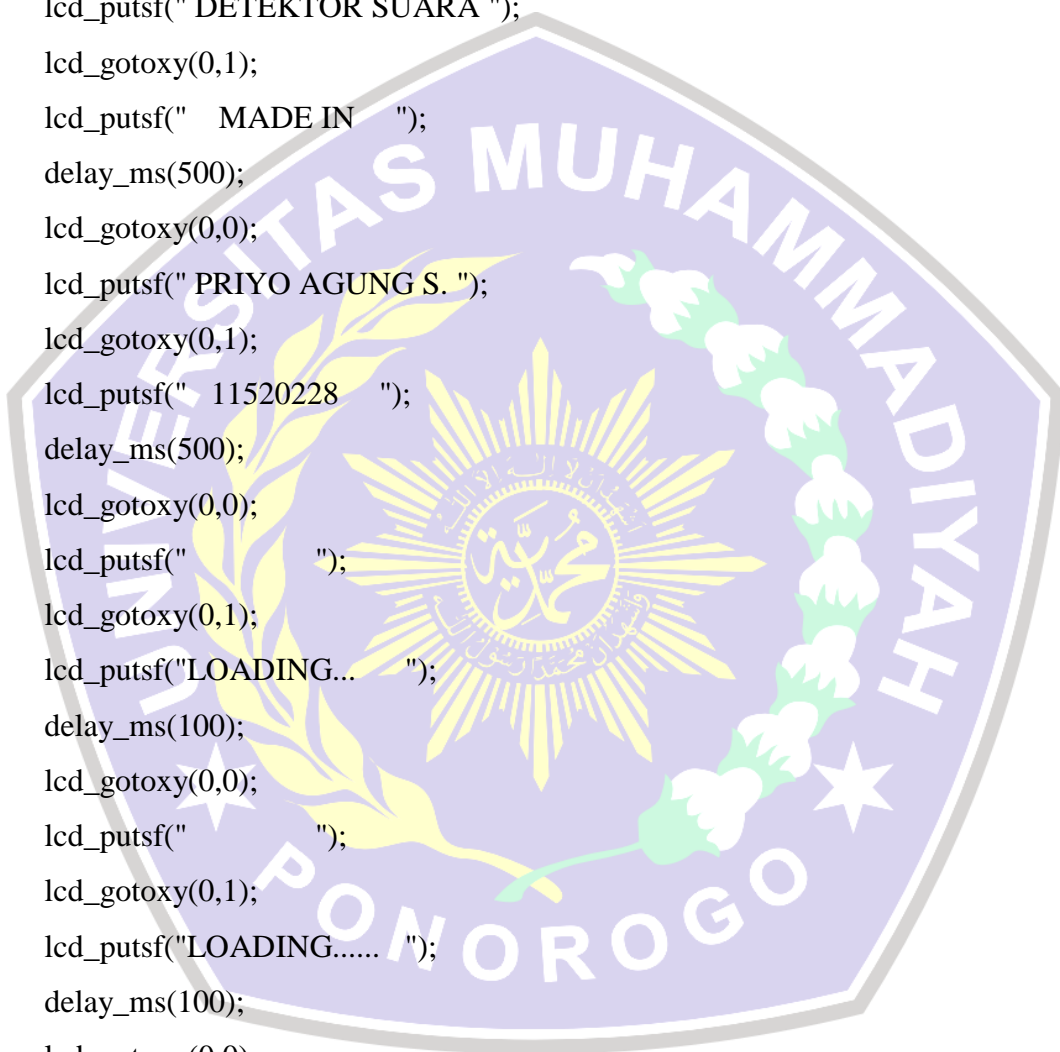 lcd_putsf(" DETEKTOR SUARA ");
lcd_gotoxy(0,1);
lcd_putsf("    MADE IN     ");
delay_ms(500);
lcd_gotoxy(0,0);
lcd_putsf(" PRIYO AGUNG S. ");
lcd_gotoxy(0,1);
lcd_putsf("   11520228     ");
delay_ms(500);
lcd_gotoxy(0,0);
lcd_putsf("                ");
lcd_gotoxy(0,1);
lcd_putsf("LOADING...      ");
delay_ms(100);
lcd_gotoxy(0,0);
lcd_putsf("                ");
lcd_gotoxy(0,1);
lcd_putsf("LOADING......   ");
delay_ms(100);
UNIVERSITAS MUHAMMADIYAH
PONOROGO
محمدية